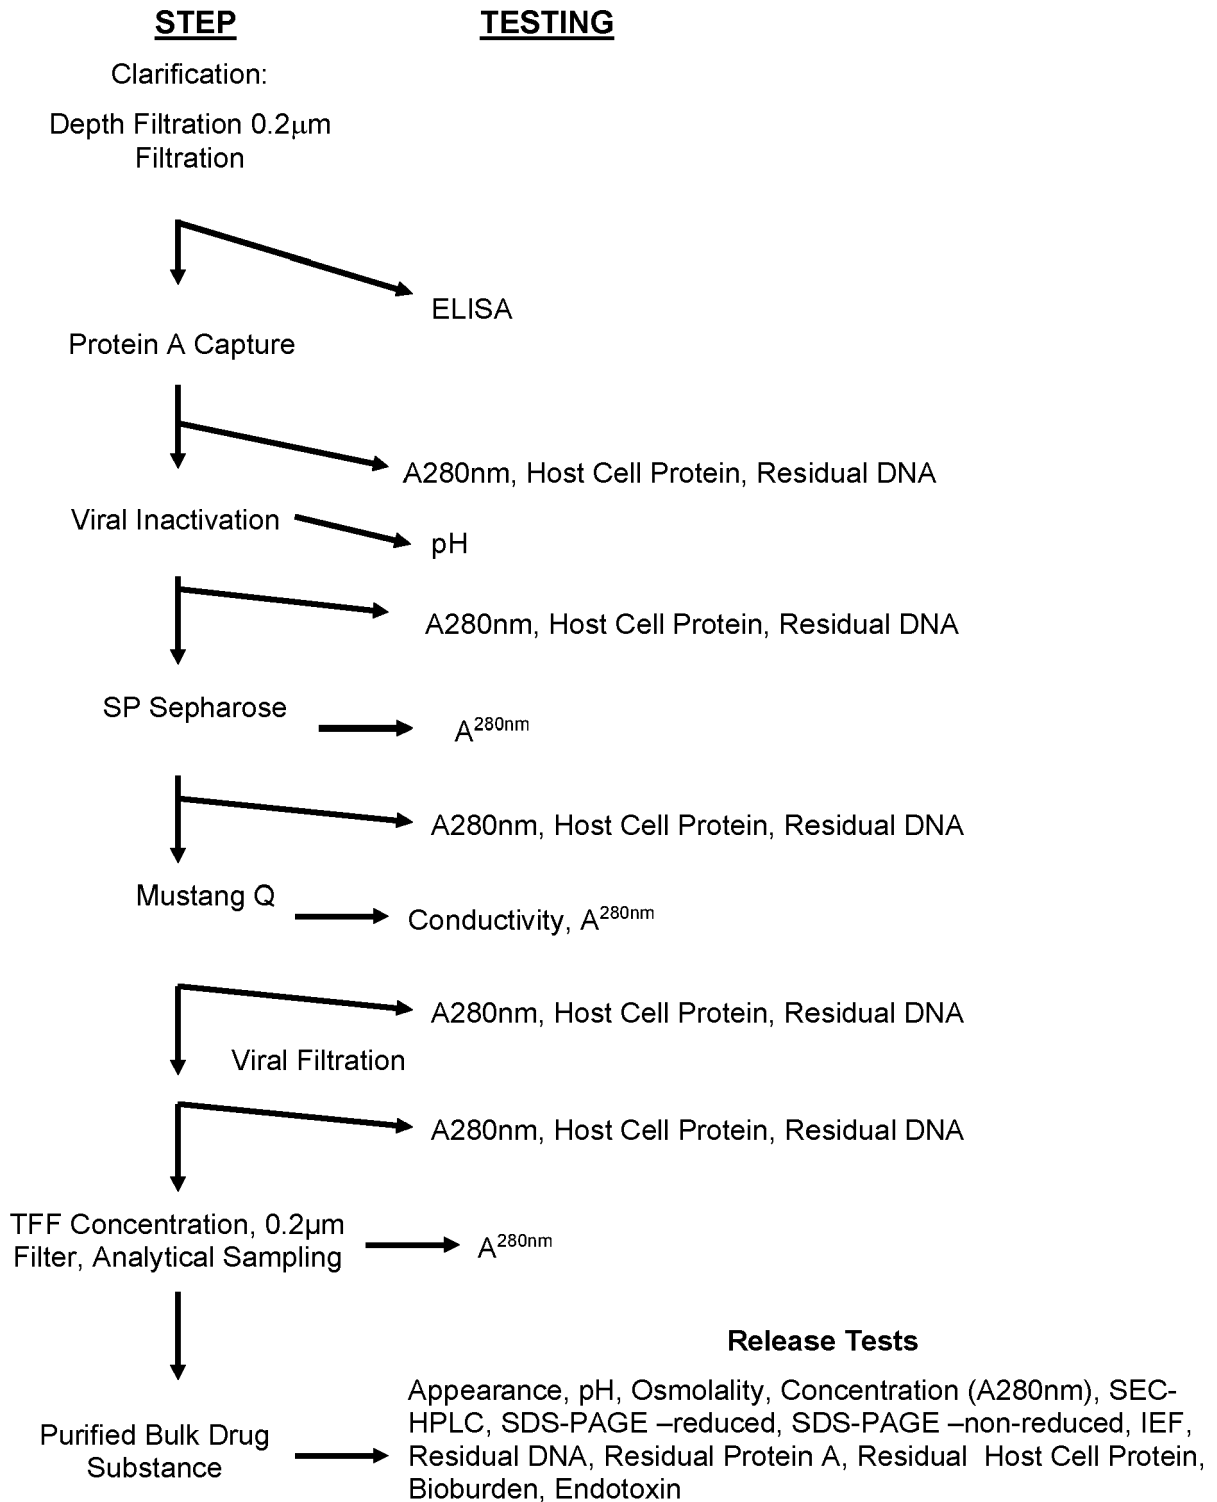 STEP
TESTING
Clarification:
Depth Filtration 0.2μm
Filtration
ELISA
Protein A Capture
A280nm, Host Cell Protein, Residual DNA
Viral Inactivation
pH
A280nm, Host Cell Protein, Residual DNA
SP Sepharose
A280nm
A280nm, Host Cell Protein, Residual DNA
Mustang Q
Conductivity, A280nm
A280nm, Host Cell Protein, Residual DNA
Viral Filtration
A280nm, Host Cell Protein, Residual DNA
TFF Concentration, 0.2μm
Filter, Analytical Sampling
A280nm
Release Tests
Appearance, pH, Osmolality, Concentration (A280nm), SEC-
HPLC, SDS-PAGE –reduced, SDS-PAGE –non-reduced, IEF,
Residual DNA, Residual Protein A, Residual Host Cell Protein,
Bioburden, Endotoxin
Purified Bulk Drug
Substance